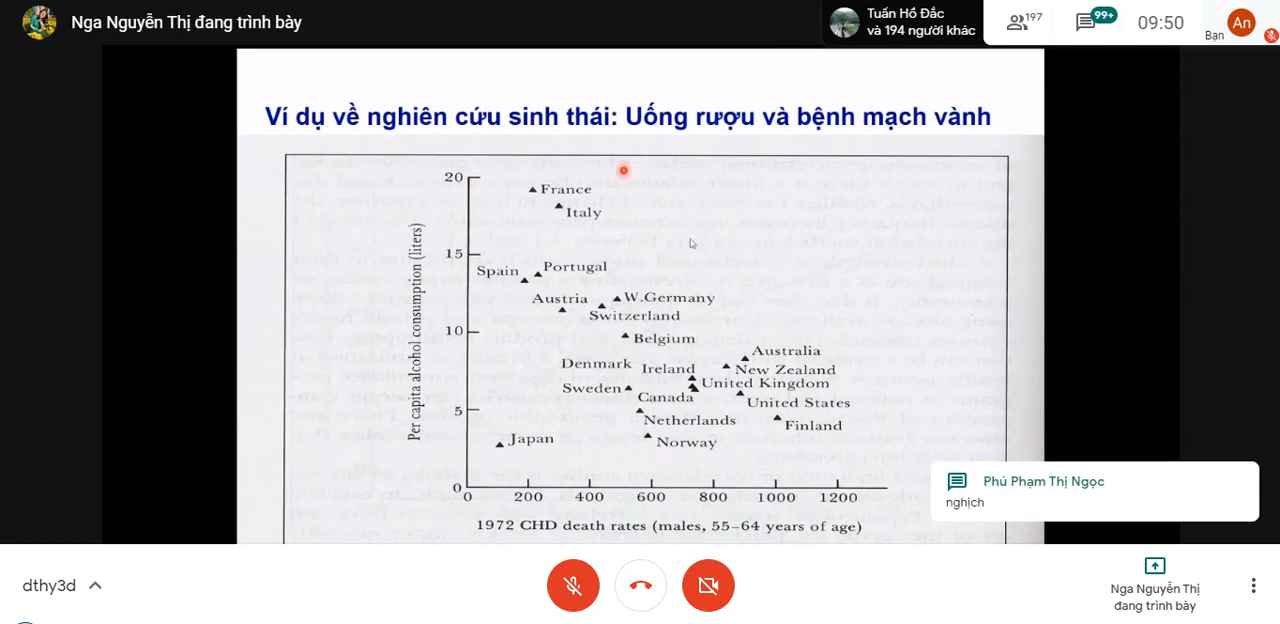 Nga Nguyễn Thị đang trình bày
Tuấn Hồ Đắc
và 194 người khác
197
99+
09:50
Bạn
An
Ví dụ về nghiên cứu sinh thái: Uống rượu và bệnh mạch vành
Per capita alcohol consumption (liters)
20
15
10
5
0
France
Italy
Spain
Portugal
Austria
W.Germany
Switzerland
Belgium
Australia
Denmark
Ireland
New Zealand
United Kingdom
Sweden
Canada
United States
Netherlands
Finland
Japan
Norway
0 200 400 600 800 1000 1200
1972 CHD death rates (males, 55–64 years of age)
Phú Phạm Thị Ngọc
nghịch
dthy3d
Nga Nguyễn Thị
đang trình bày